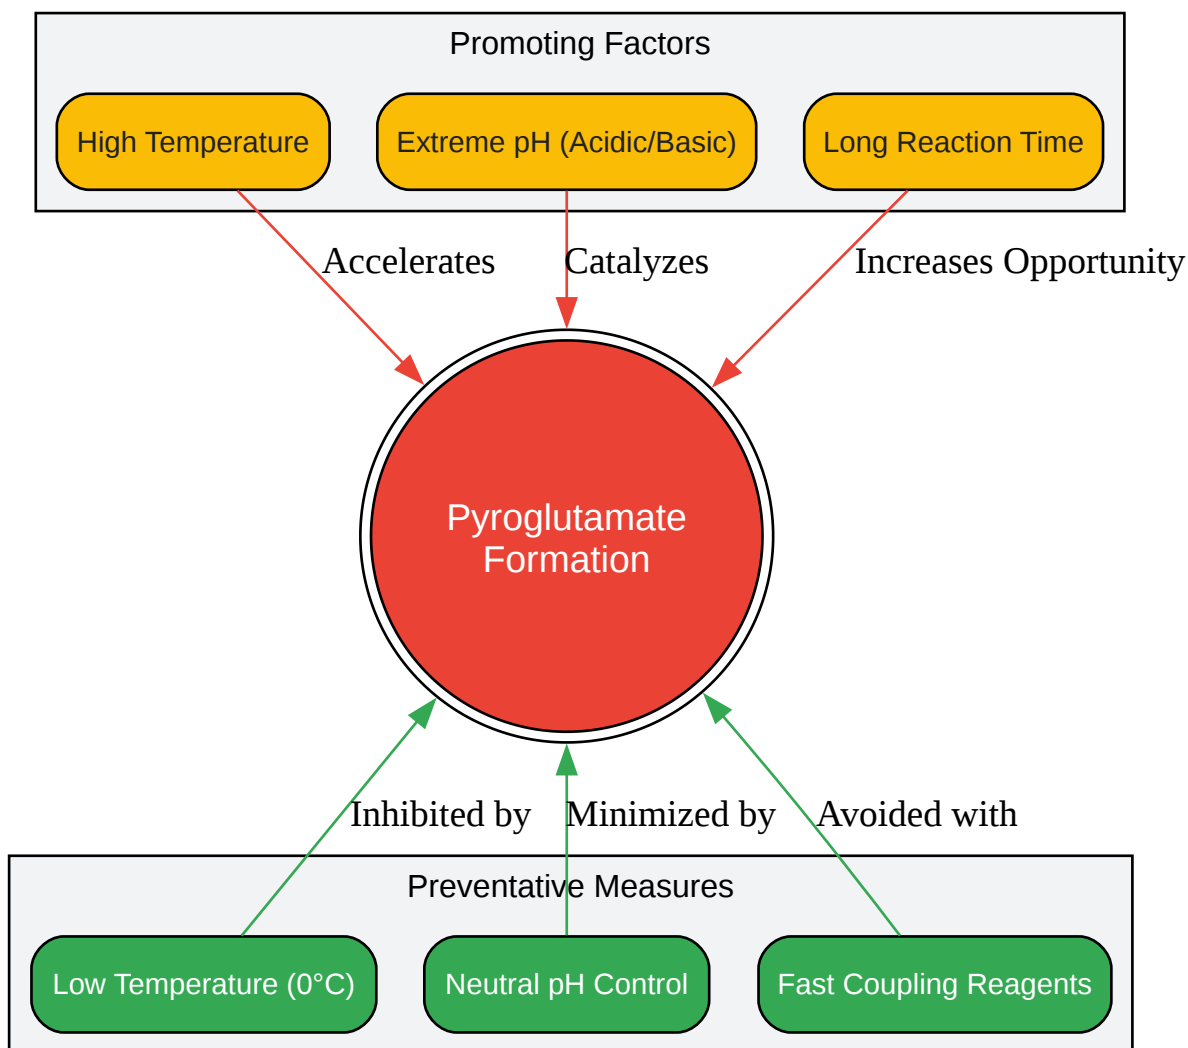 Promoting Factors
High Temperature
Extreme pH (Acidic/Basic)
Long Reaction Time
Accelerates
Catalyzes
Increases Opportunity
Pyroglutamate
Formation
Inhibited by
Minimized by
Avoided with
Preventative Measures
Low Temperature (0°C)
Neutral pH Control
Fast Coupling Reagents